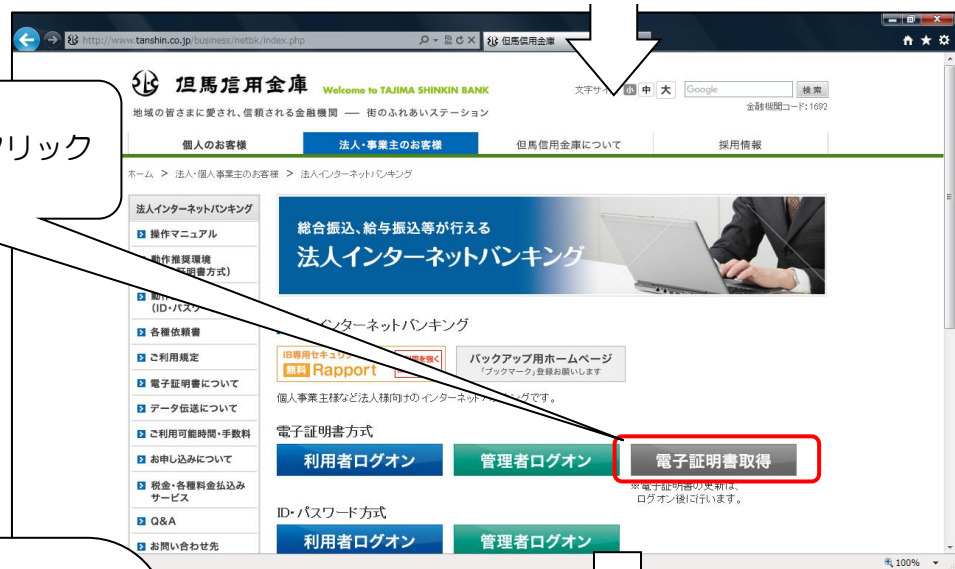 http://www.tanshin.co.jp/business/netbk/index.php
但馬信用金庫
但馬信用金庫 Welcome to TAJIMA SHINKIN BANK
地域の皆さまに愛され、信頼される金融機関 ― 街のふれあいステーション
文字サイ 小 中 大 Google 検索
金融機関コード:1692
個人のお客様 法人・事業主のお客様 但馬信用金庫について 採用情報
ホーム > 法人・個人事業主のお客様 > 法人インターネットバンキング
リック
法人インターネットバンキング
操作マニュアル
動作推奨環境
証明書方式)
(ID・パスワ
各種依頼書
ご利用規定
電子証明書について
データ伝送について
ご利用可能時間・手数料
お申し込みについて
税金・各種料金払込み
サービス
Q&A
お問い合わせ先
総合振込、給与振込等が行える
法人インターネットバンキング
インターネットバンキング
IB専用セキュリ
無料 Rapport
を強く
バックアップ用ホームページ
「ブックマーク」登録お願いします
個人事業主様など法人様向けのインターネットバンキングです。
電子証明書方式
利用者ログオン 管理者ログオン 電子証明書取得
※電子証明書の更新は、
ログオン後に行います。
ID・パスワード方式
利用者ログオン 管理者ログオン
100%